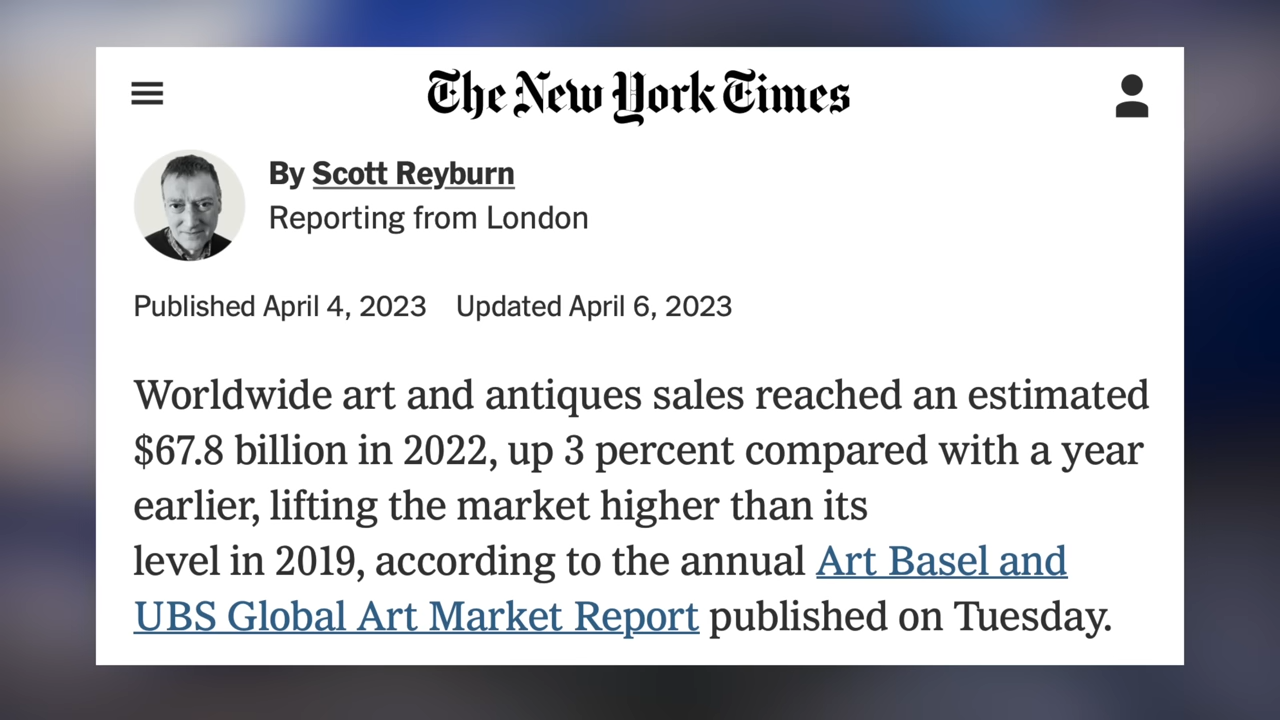 The New York Times
By Scott Reyburn
Reporting from London
Published April 4, 2023 Updated April 6, 2023
Worldwide art and antiques sales reached an estimated
$67.8 billion in 2022, up 3 percent compared with a year
earlier, lifting the market higher than its
level in 2019, according to the annual Art Basel and
UBS Global Art Market Report published on Tuesday.